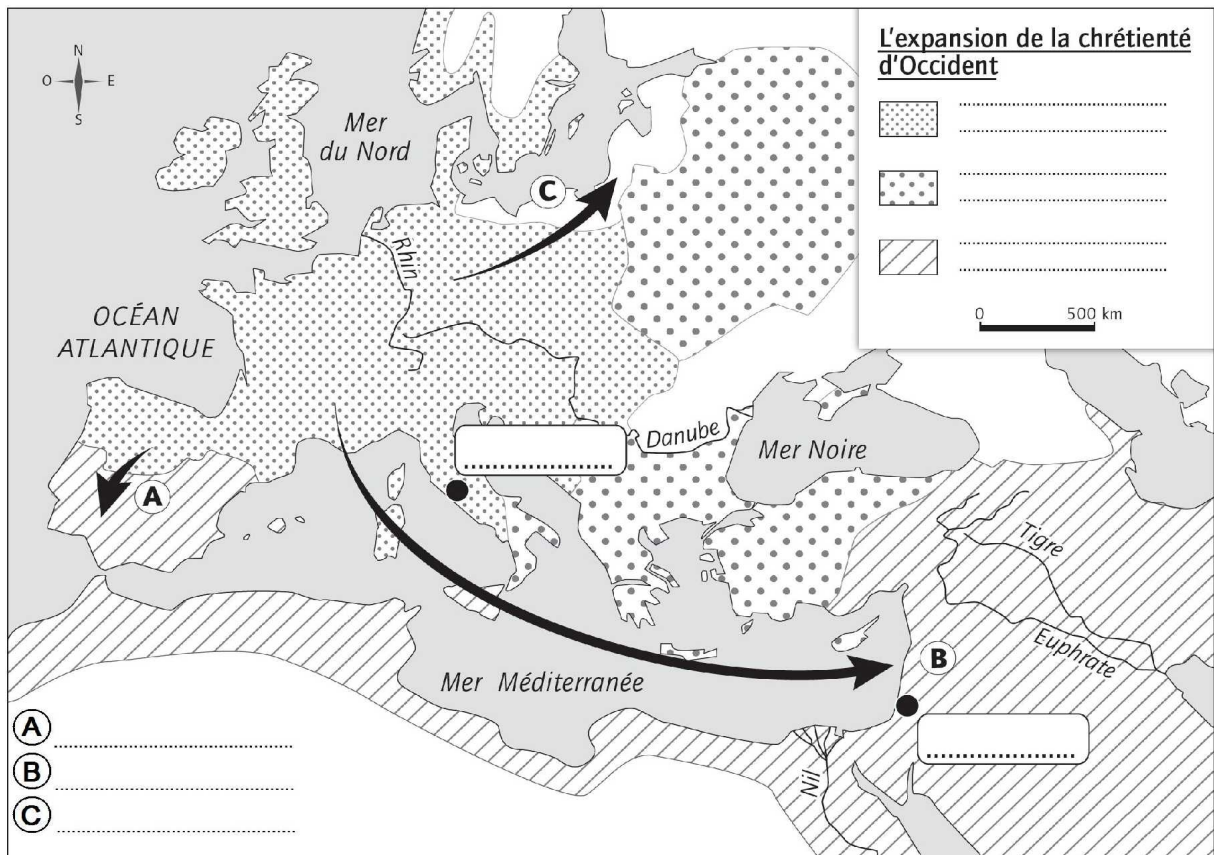 L'expansion de la chrétienté
d'Occident
0 500 km
N
O E
S
Mer
du Nord
C
Rhin
OCÉAN
ATLANTIQUE
Danube
Mer Noire
A
Tigre
Euphrate
B
Mer Méditerranée
Nil
A
B
C